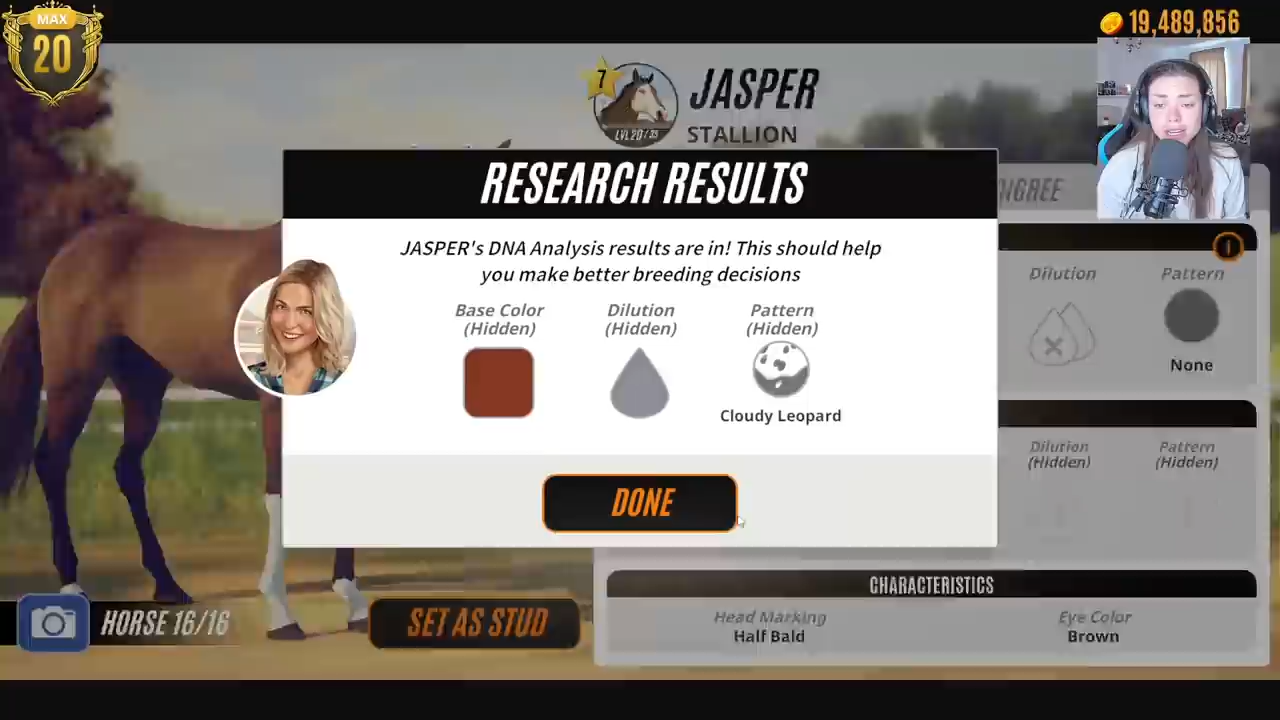 MAX
20
19,489,856
7
LVL 20/35
JASPER
STALLION
RESEARCH RESULTS
JASPER's DNA Analysis results are in! This should help
you make better breeding decisions
Base Color
(Hidden)
Dilution
(Hidden)
Pattern
(Hidden)
Cloudy Leopard
DONE
Dilution
Pattern
None
Dilution
(Hidden)
Pattern
(Hidden)
HORSE 16/16
SET AS STUD
CHARACTERISTICS
Head Marking
Half Bald
Eye Color
Brown